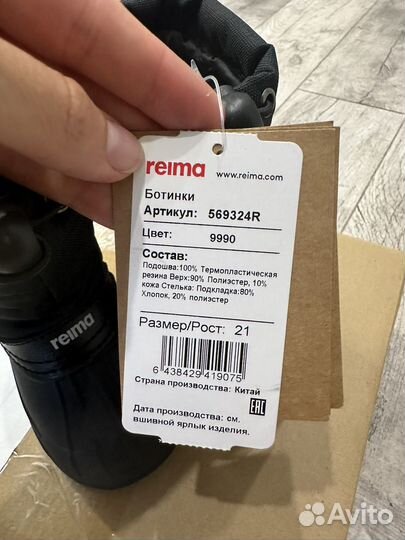 reima www.reima.com
Ботинки
Артикул: 569324R
Цвет: 9990
Состав:
Подошва:100% Термопластическая
резина Верх:90% Полиэстер, 10%
кожа Стелька: Подкладка:80%
Хлопок, 20% полиэстер
Размер/Рост: 21
6 438429 419075
Страна производства: Китай
EAC
Дата производства: см.
вшивной ярлык изделия.
reima
Avito